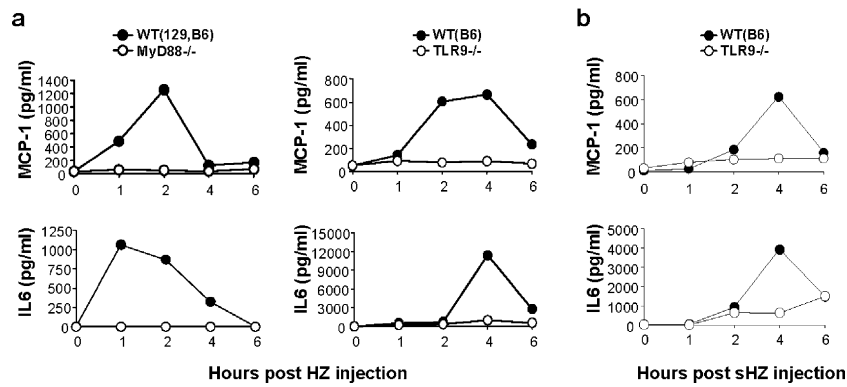 a
WT(129,B6)
MyD88-/-
MCP-1 (pg/ml)
1400
1200
1000
800
600
400
200
0
0 1 2 4 6
WT(B6)
TLR9-/-
MCP-1 (pg/ml)
800
600
400
200
0
0 1 2 4 6
IL6 (pg/ml)
1250
1000
750
500
250
0
0 1 2 4 6
IL6 (pg/ml)
15000
12000
9000
6000
3000
0
0 1 2 4 6
Hours post HZ injection
b
WT(B6)
TLR9-/-
MCP-1 (pg/ml)
800
600
400
200
0
0 1 2 4 6
IL6 (pg/ml)
5000
4000
3000
2000
1000
0
0 1 2 4 6
Hours post sHZ injection